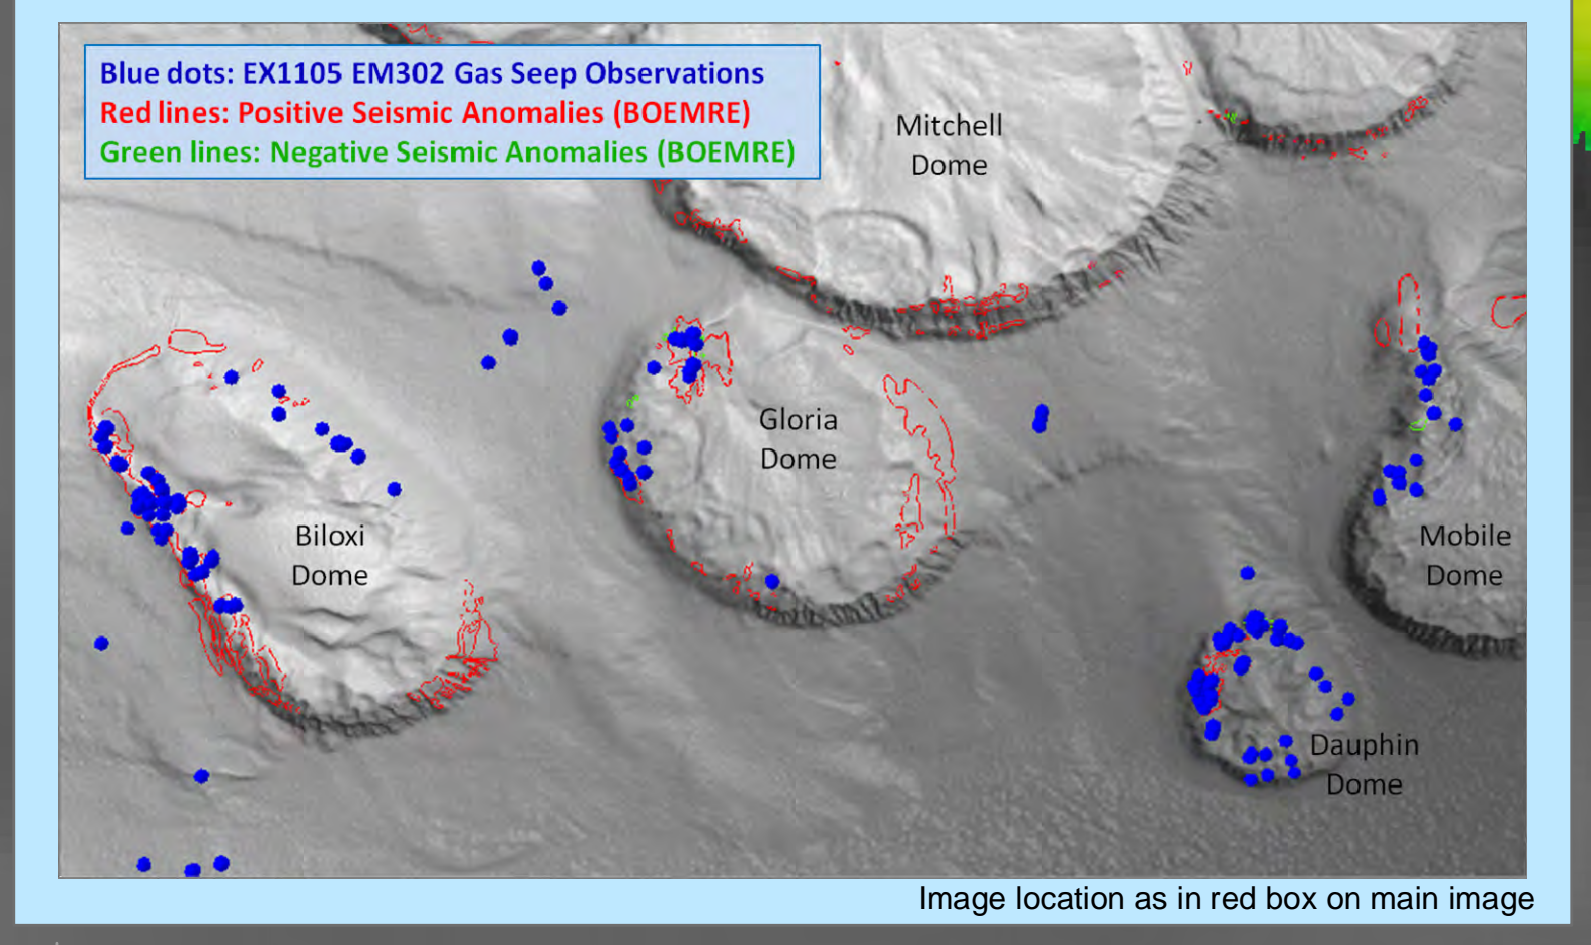 Blue dots: EX1105 EM302 Gas Seep Observations
Red lines: Positive Seismic Anomalies (BOEMRE)
Green lines: Negative Seismic Anomalies (BOEMRE)
Mitchell
Dome
Gloria
Dome
Biloxi
Dome
Mobile
Dome
Dauphin
Dome
Image location as in red box on main image